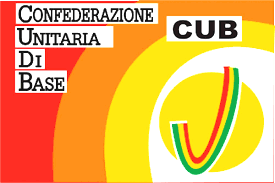 CONFEDERAZIONE
UNITARIA
DI
BASE
CUB